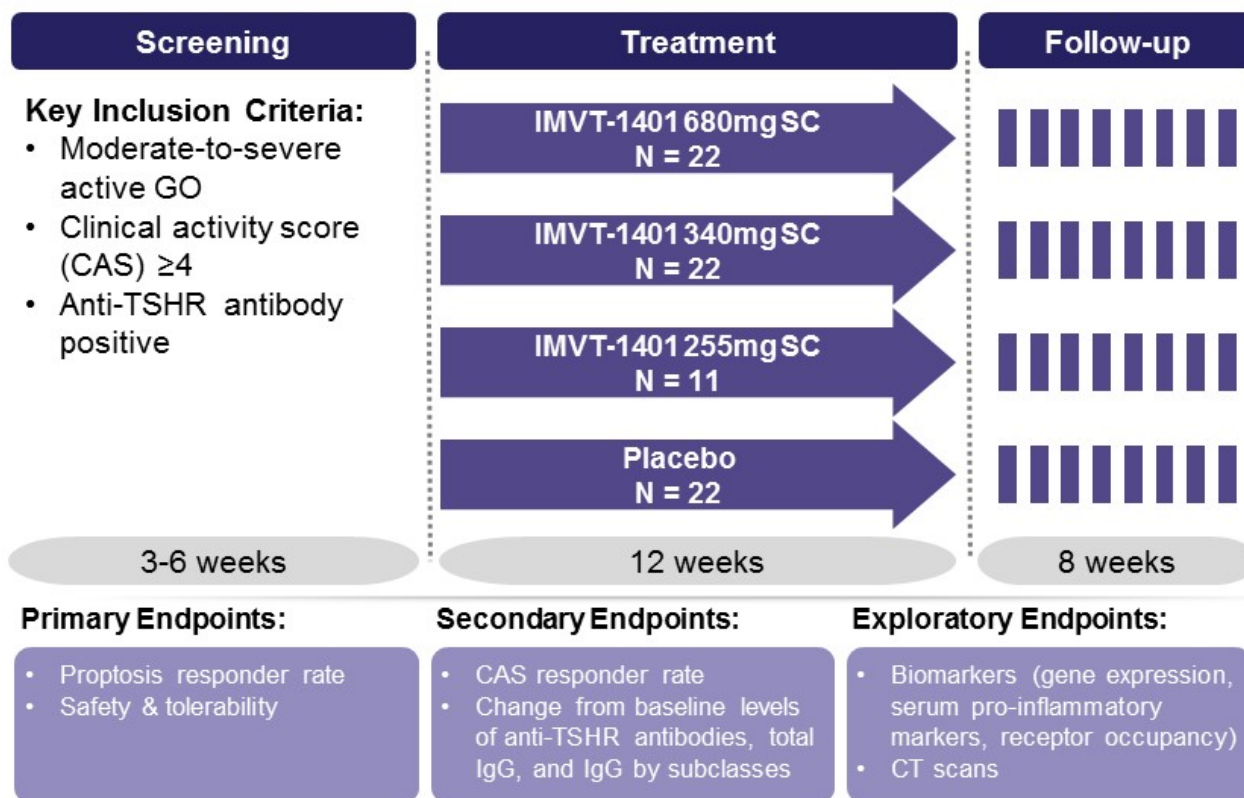 Screening
Treatment
Follow-up
Key Inclusion Criteria:
• Moderate-to-severe
active GO
• Clinical activity score
(CAS) ≥4
• Anti-TSHR antibody
positive
IMVT-1401 680mg SC
N = 22
IMVT-1401 340mg SC
N = 22
IMVT-1401 255mg SC
N = 11
Placebo
N = 22
3-6 weeks
12 weeks
8 weeks
Primary Endpoints:
• Proptosis responder rate
• Safety & tolerability
Secondary Endpoints:
• CAS responder rate
• Change from baseline levels
of anti-TSHR antibodies, total
IgG, and IgG by subclasses
Exploratory Endpoints:
• Biomarkers (gene expression,
serum pro-inflammatory
markers, receptor occupancy)
• CT scans